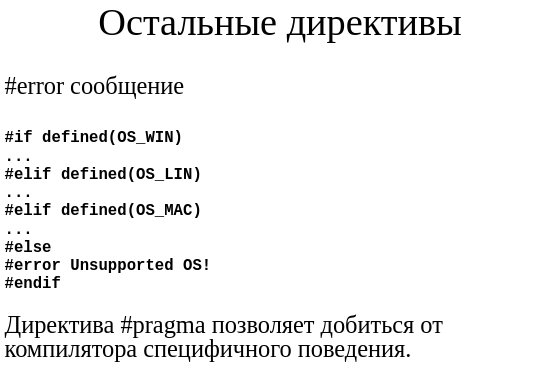 Остальные директивы
#error сообщение
#if defined(OS_WIN)
...
#elif defined(OS_LIN)
...
#elif defined(OS_MAC)
...
#else
#error Unsupported OS!
#endif
Директива #pragma позволяет добиться от
компилятора специфичного поведения.